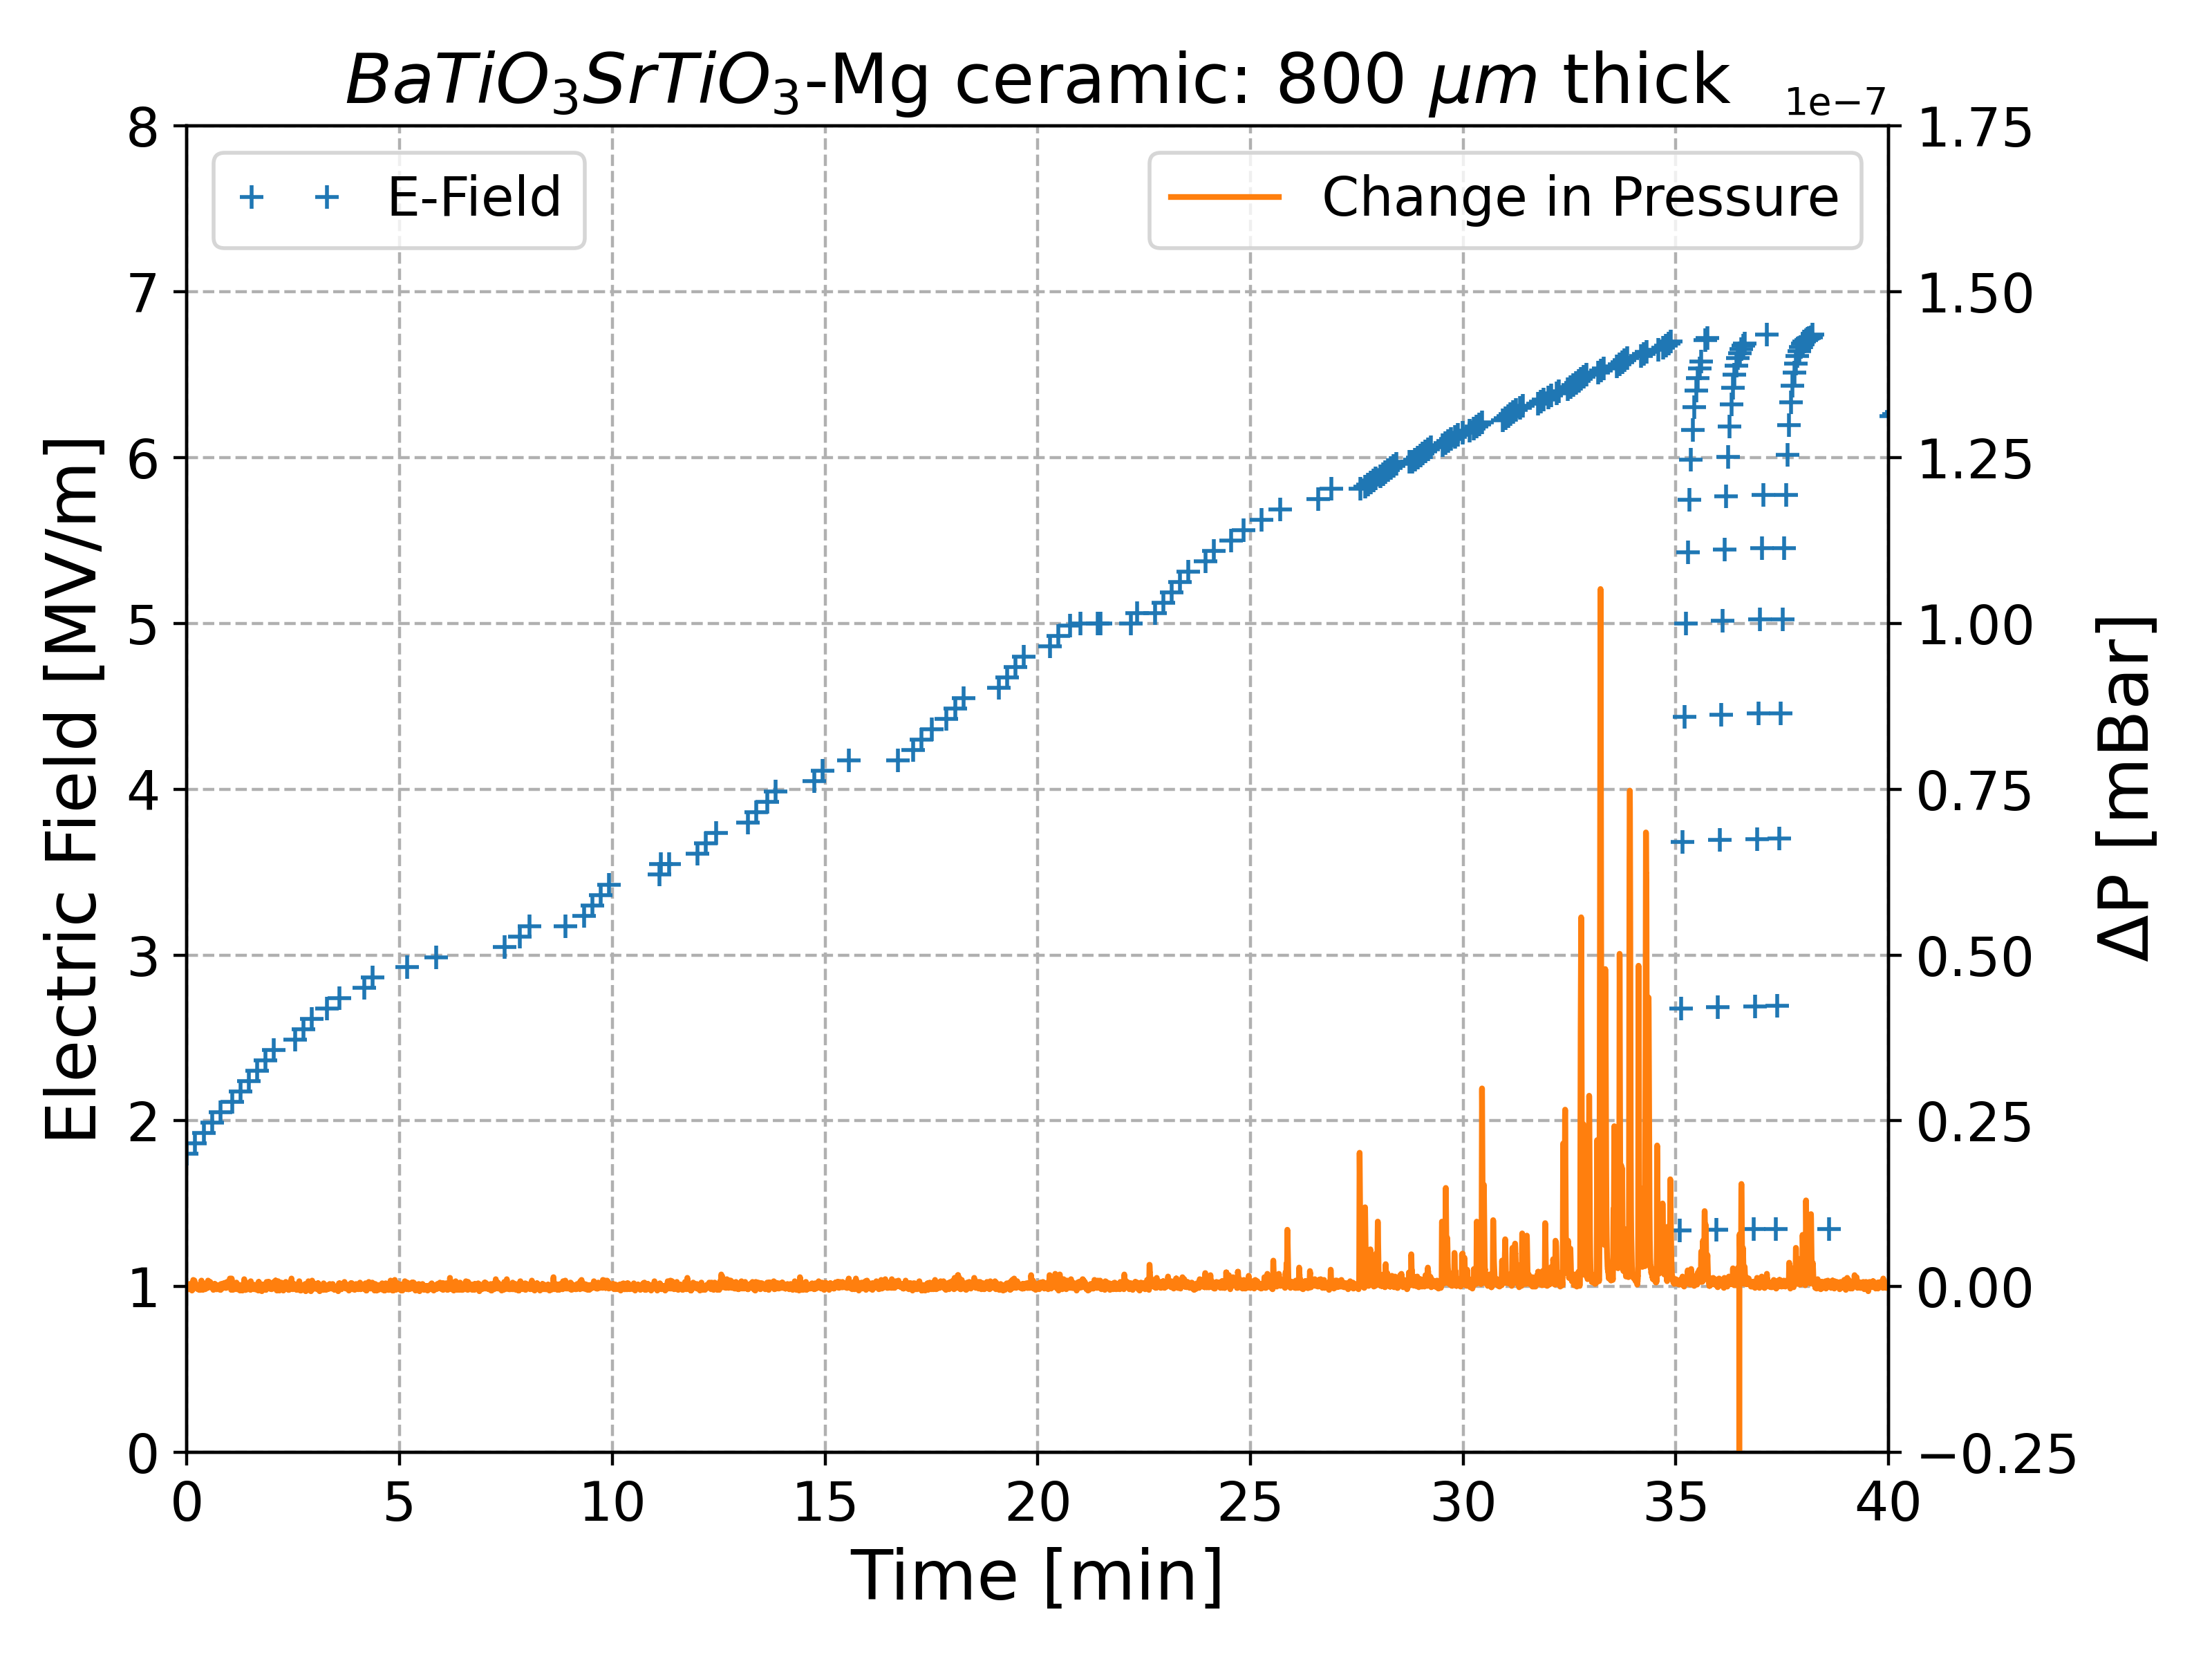 BaTiO₃SrTiO₃-Mg ceramic: 800 μm thick
1e−7
E-Field
Change in Pressure
8
7
6
5
4
3
2
1
0
Electric Field [MV/m]
1.75
1.50
1.25
1.00
0.75
0.50
0.25
0.00
−0.25
ΔP [mBar]
0 5 10 15 20 25 30 35 40
Time [min]